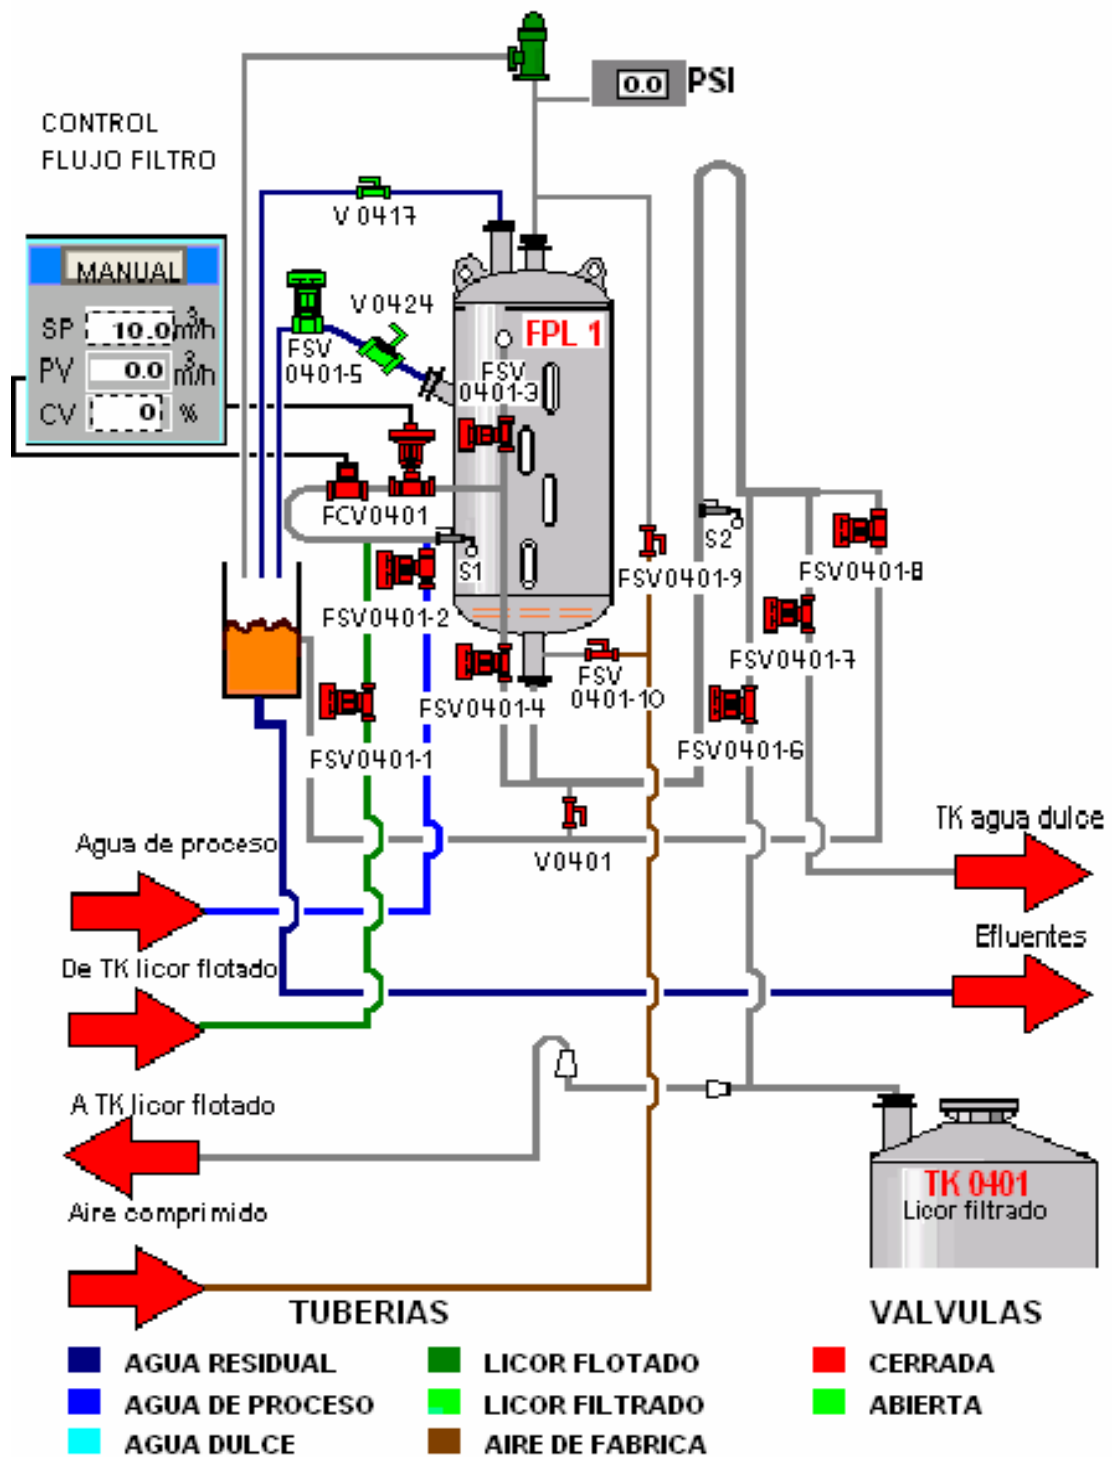 0.0 PSI
CONTROL
FLUJO FILTRO
V 0417
MANUAL
SP 10.0 m³/h
PV 0.0 m³/h
CV 0 %
V 0424
FSV
0401-5
FPL 1
FSV
0401-3
FCV0401
S1
S2
FSV0401-2
FSV0401-9
FSV0401-8
FSV0401-7
FSV
0401-10
FSV0401-4
FSV0401-6
FSV0401-1
V0401
TK agua dulce
Agua de proceso
Efluentes
De TK licor flotado
A TK licor flotado
TK 0401
Licor filtrado
Aire comprimido
TUBERIAS
VALVULAS
AGUA RESIDUAL
LICOR FLOTADO
CERRADA
AGUA DE PROCESO
LICOR FILTRADO
ABIERTA
AGUA DULCE
AIRE DE FABRICA